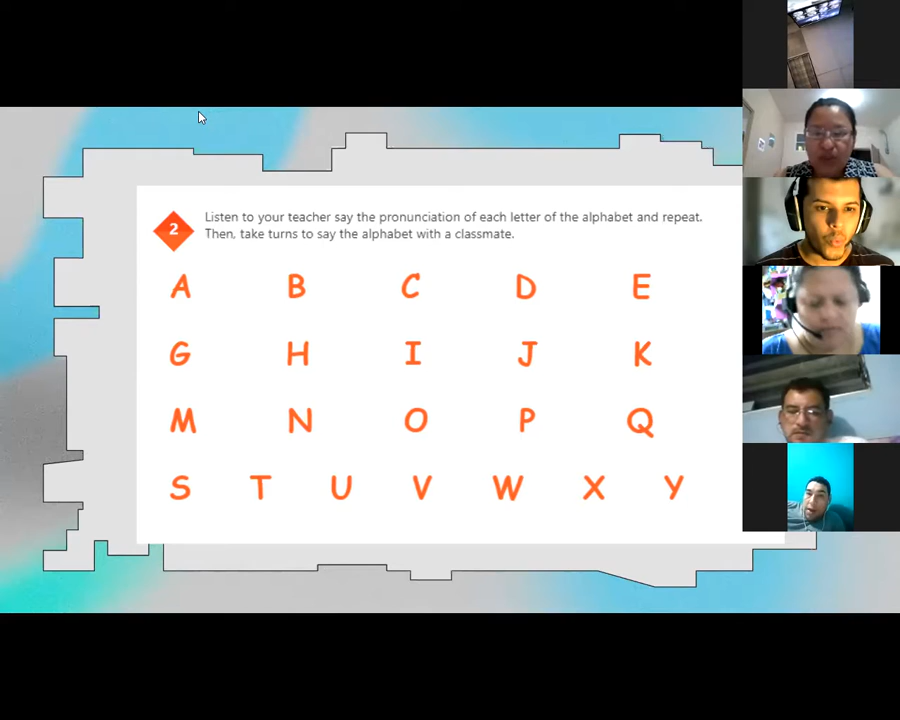 2
Listen to your teacher say the pronunciation of each letter of the alphabet and repeat.
Then, take turns to say the alphabet with a classmate.
A B C D E
G H I J K
M N O P Q
S T U V W X Y